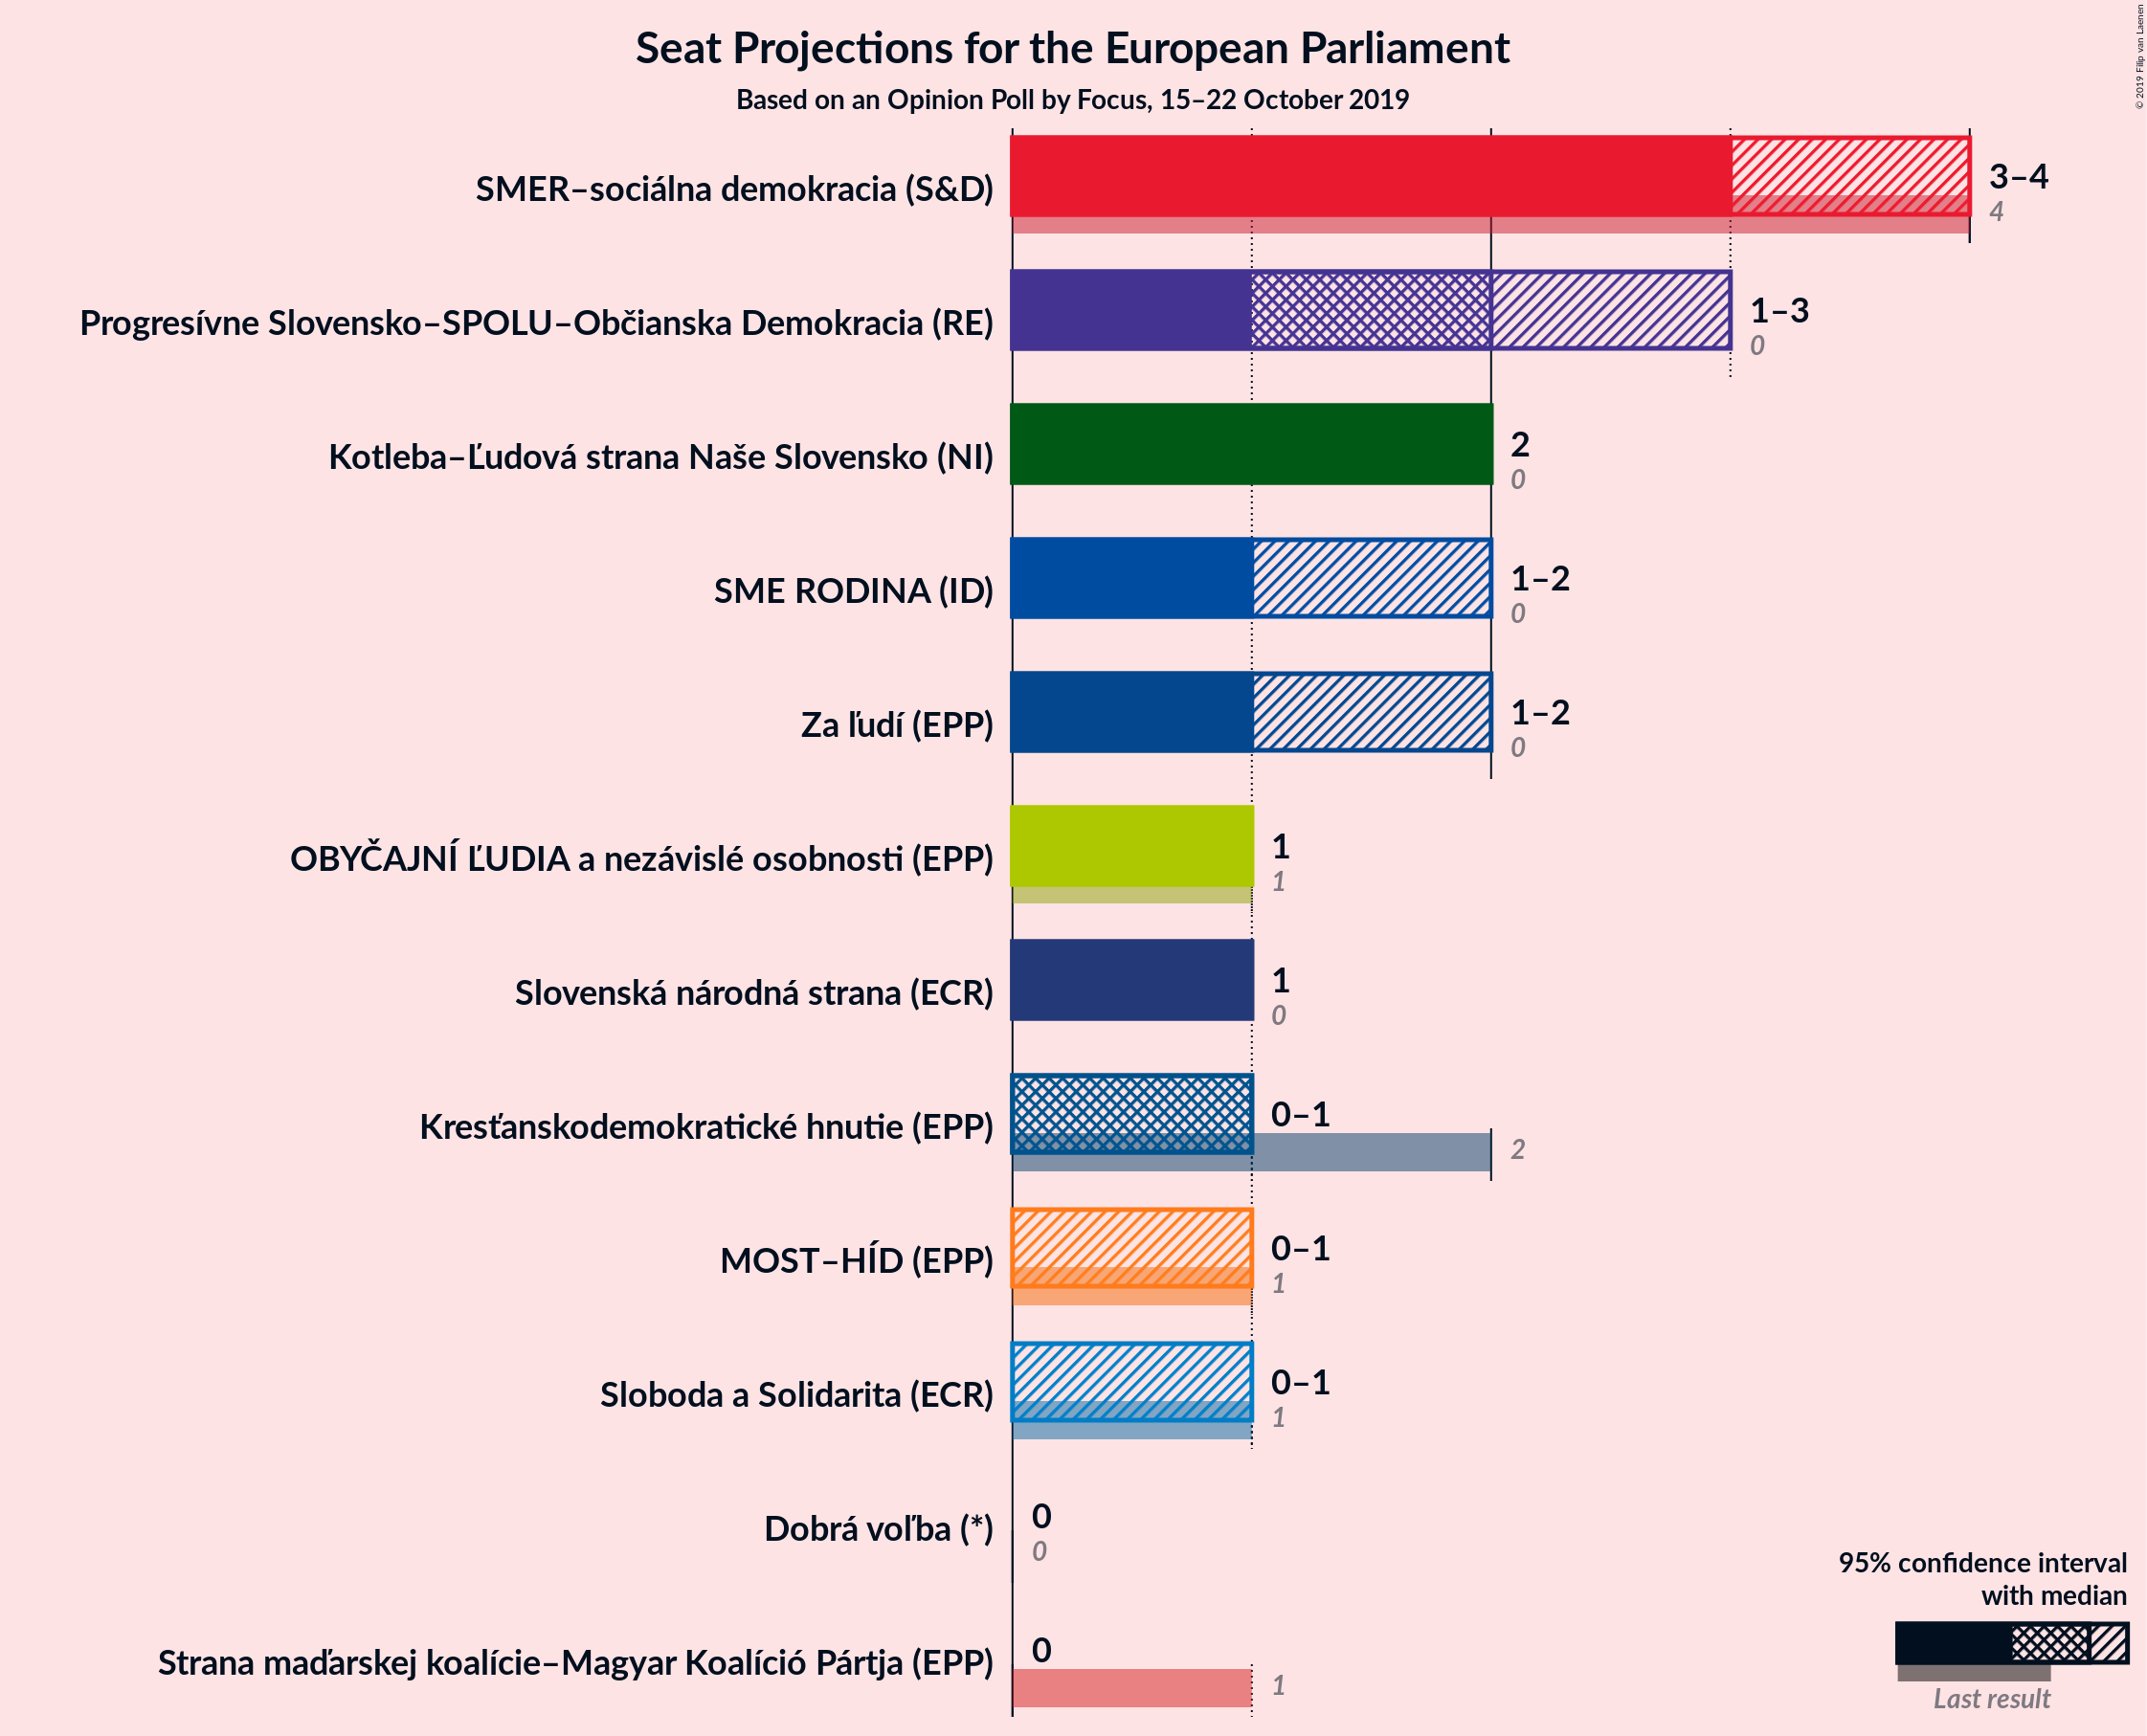 Seat Projections for the European Parliament
Based on an Opinion Poll by Focus, 15–22 October 2019
© 2019 Filip van Laenen
SMER–sociálna demokracia (S&D)
3–4
4
Progresívne Slovensko–SPOLU–Občianska Demokracia (RE)
1–3
0
Kotleba–Ľudová strana Naše Slovensko (NI)
2
0
SME RODINA (ID)
1–2
0
Za ľudí (EPP)
1–2
0
OBYČAJNÍ ĽUDIA a nezávislé osobnosti (EPP)
1
1
Slovenská národná strana (ECR)
1
0
Kresťanskodemokratické hnutie (EPP)
0–1
2
MOST–HÍD (EPP)
0–1
1
Sloboda a Solidarita (ECR)
0–1
1
Dobrá voľba (*)
0
0
Strana maďarskej koalície–Magyar Koalíció Pártja (EPP)
0
1
95% confidence interval
with median
Last result